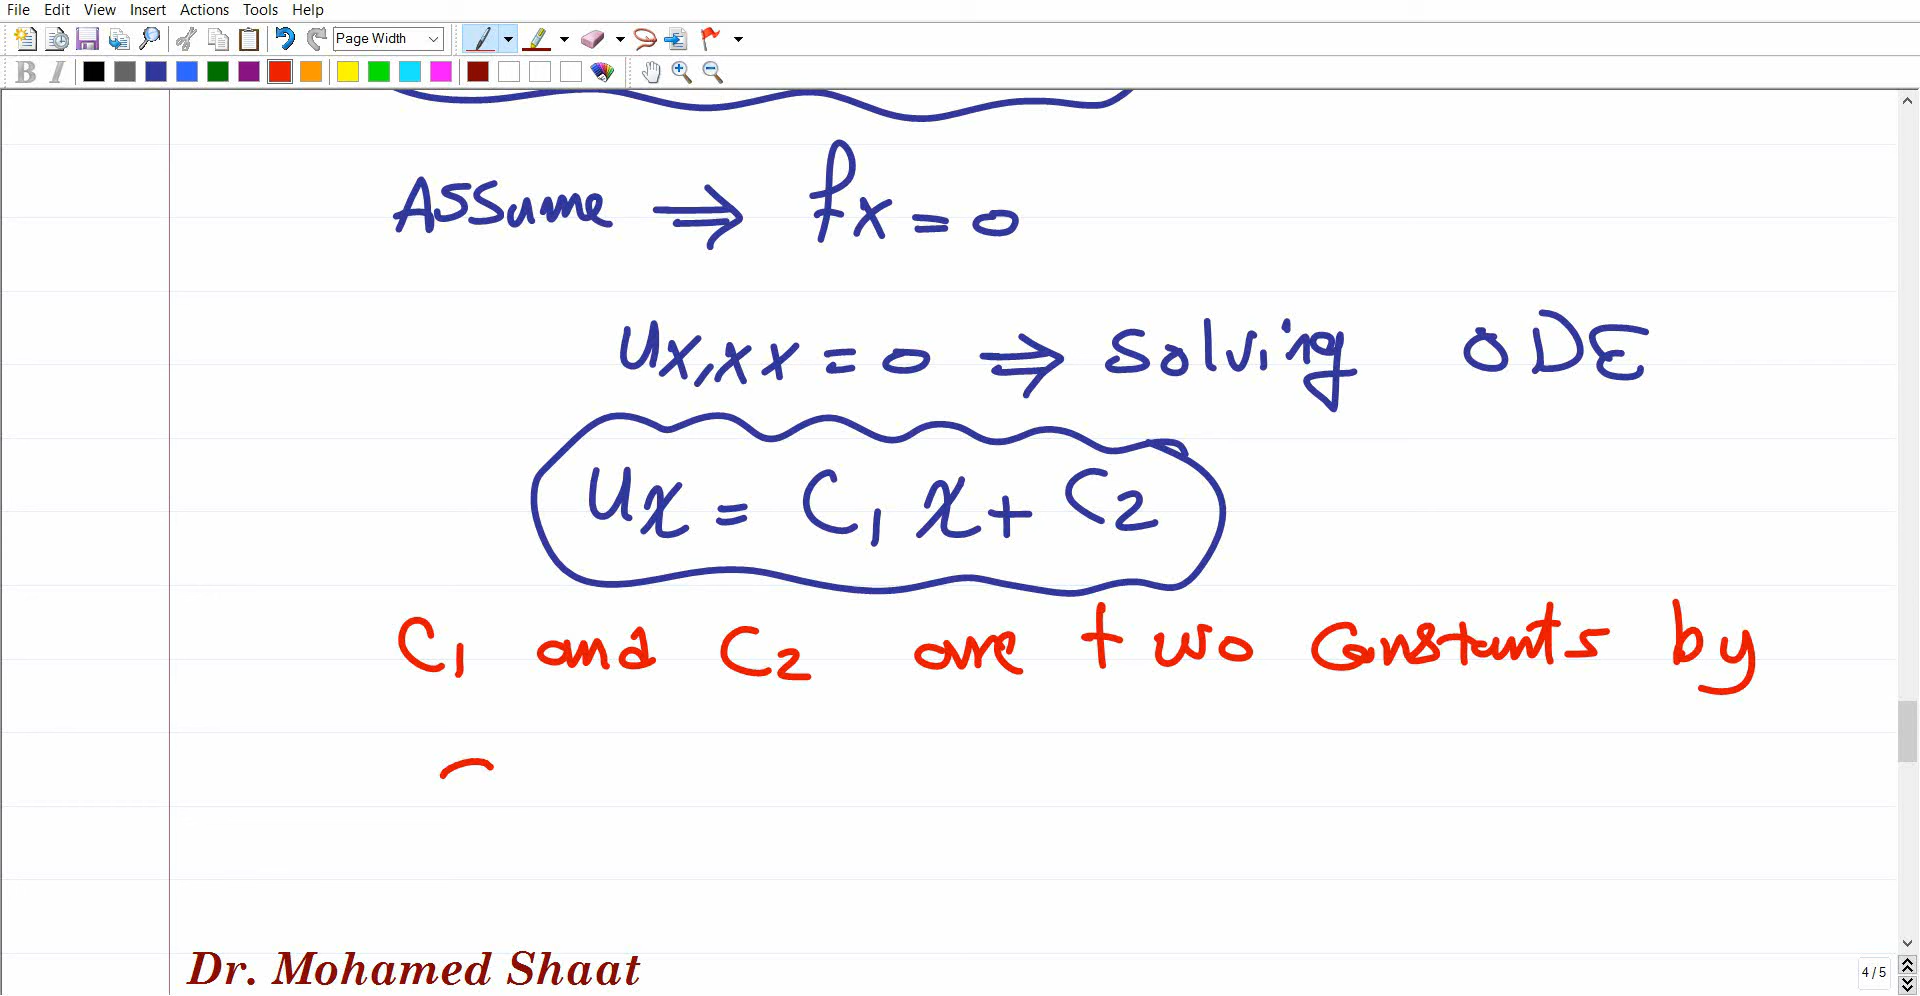 File Edit View Insert Actions Tools Help
Page Width
B I
Assume ⇒ fx = 0
ux,xx = 0 ⇒ Solving ODE
ux = C1 x + C2
C1 and C2 are two constants by
Dr. Mohamed Shaat
4 / 5